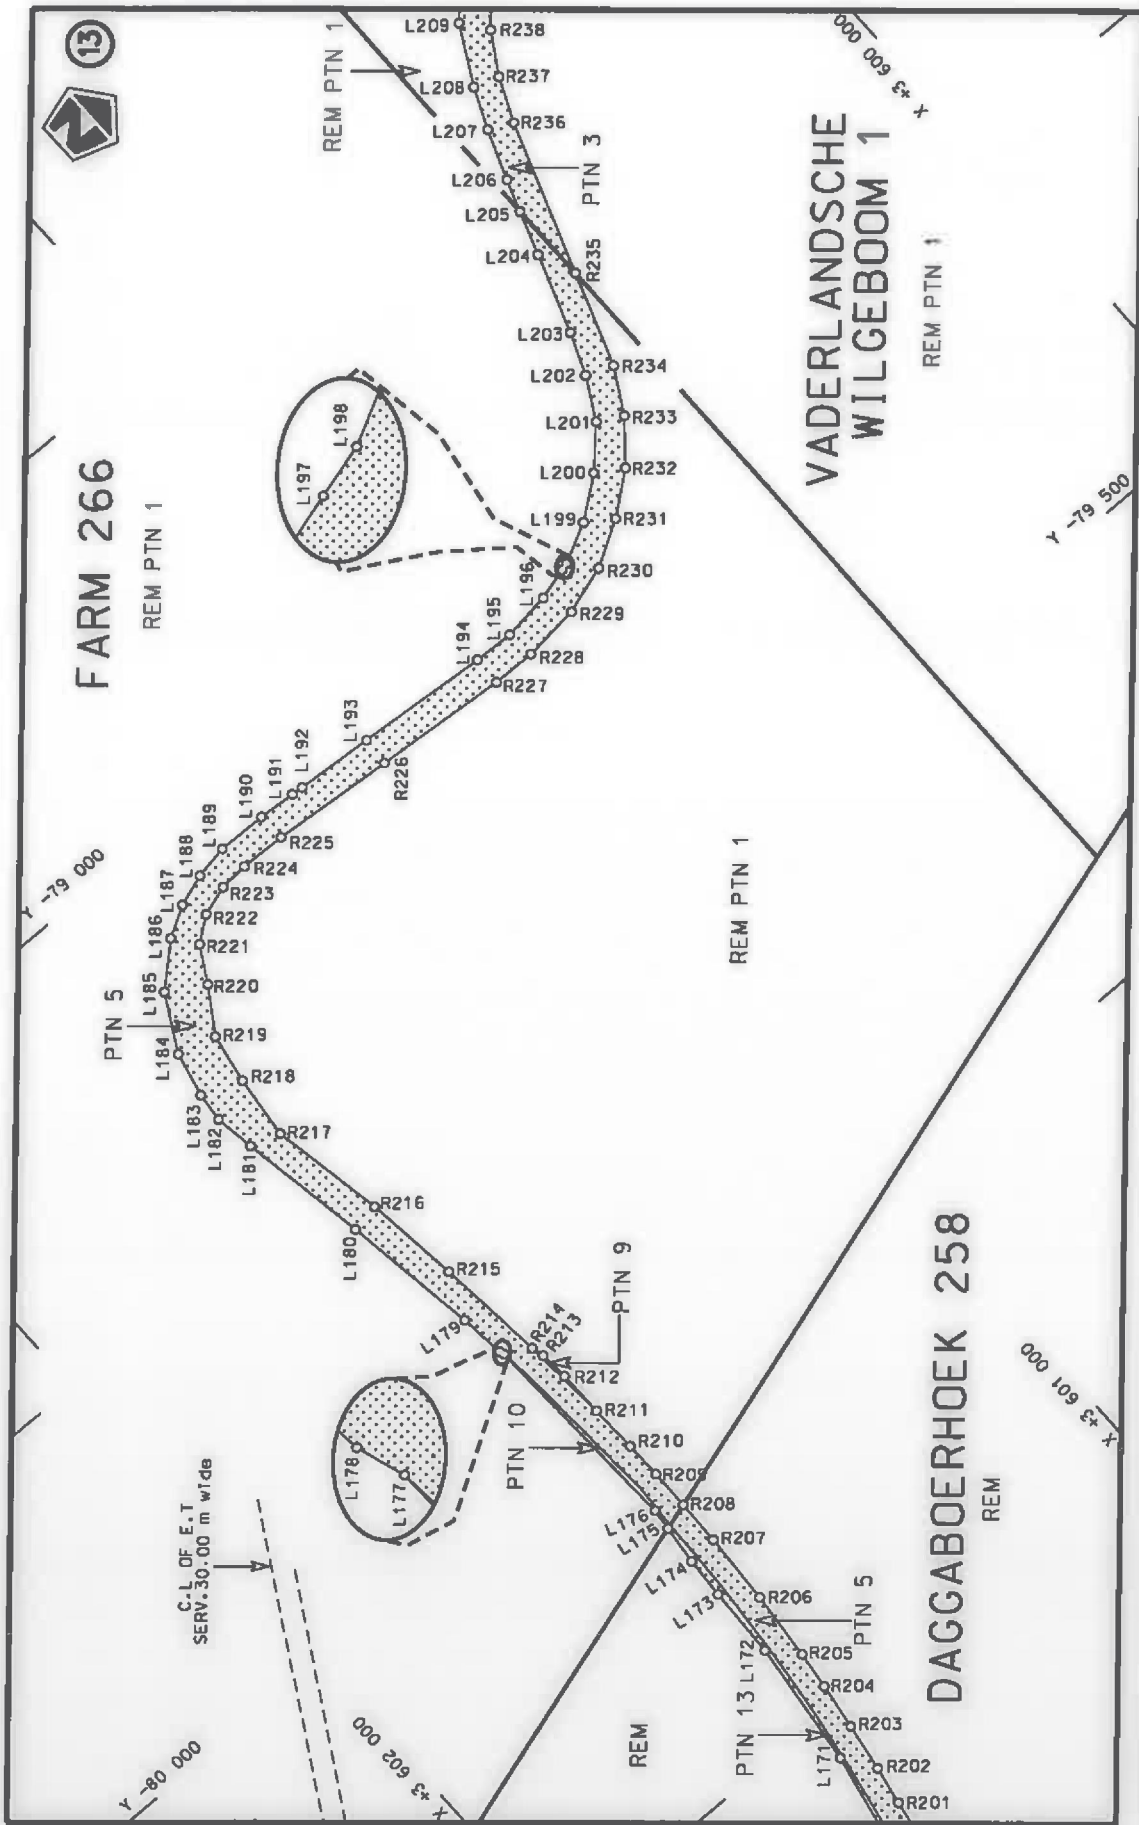 13
FARM 266
REM PTN 1
REM PTN 1
PTN 3
VADERLANDSCHE
WILGEBOOM 1
REM PTN 1
REM PTN 1
PTN 5
PTN 9
PTN 10
PTN 5
PTN 13
REM
DAGGABOERHOEK 258
REM
C.L OF E.T
SERV.30.00 m wide
Y -80 000
X +3 602 000
Y -79 000
X +3 601 000
Y -79 500
X +3 600 000
L171
L172
L173
L174
L175
L176
L177
L178
L179
L180
L181
L182
L183
L184
L185
L186
L187
L188
L189
L190
L191
L192
L193
L194
L195
L196
L197
L198
L199
L200
L201
L202
L203
L204
L205
L206
L207
L208
L209
R201
R202
R203
R204
R205
R206
R207
R208
R209
R210
R211
R212
R213
R214
R215
R216
R217
R218
R219
R220
R221
R222
R223
R224
R225
R226
R227
R228
R229
R230
R231
R232
R233
R234
R235
R236
R237
R238